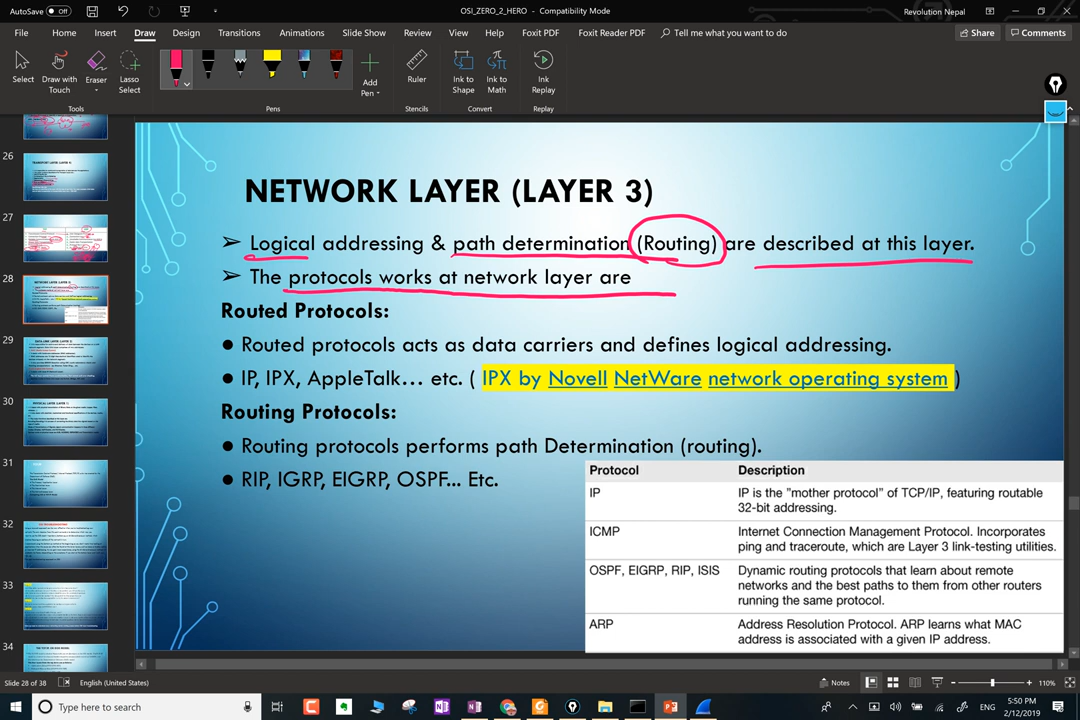 AutoSave Off
OSI_ZERO_2_HERO - Compatibility Mode
Revolution Nepal
File Home Insert Draw Design Transitions Animations Slide Show Review View Help Foxit PDF Foxit Reader PDF Tell me what you want to do
Share Comments
Select
Draw with Touch
Eraser
Lasso Select
Add Pen
Ruler
Ink to Shape
Ink to Math
Ink Replay
Tools Pens Stencils Convert Replay
26
27
28
29
30
31
32
33
34
NETWORK LAYER (LAYER 3)
➢ Logical addressing & path determination (Routing) are described at this layer.
➢ The protocols works at network layer are
Routed Protocols:
● Routed protocols acts as data carriers and defines logical addressing.
● IP, IPX, AppleTalk… etc. ( IPX by Novell NetWare network operating system )
Routing Protocols:
● Routing protocols performs path Determination (routing).
● RIP, IGRP, EIGRP, OSPF... Etc.
Protocol Description
IP IP is the "mother protocol" of TCP/IP, featuring routable
32-bit addressing.
ICMP Internet Connection Management Protocol. Incorporates
ping and traceroute, which are Layer 3 link-testing utilities.
OSPF, EIGRP, RIP, ISIS Dynamic routing protocols that learn about remote
networks and the best paths to them from other routers
running the same protocol.
ARP Address Resolution Protocol. ARP learns what MAC
address is associated with a given IP address.
Slide 28 of 38 English (United States) Notes 110%
Type here to search
ENG
5:50 PM
2/12/2019